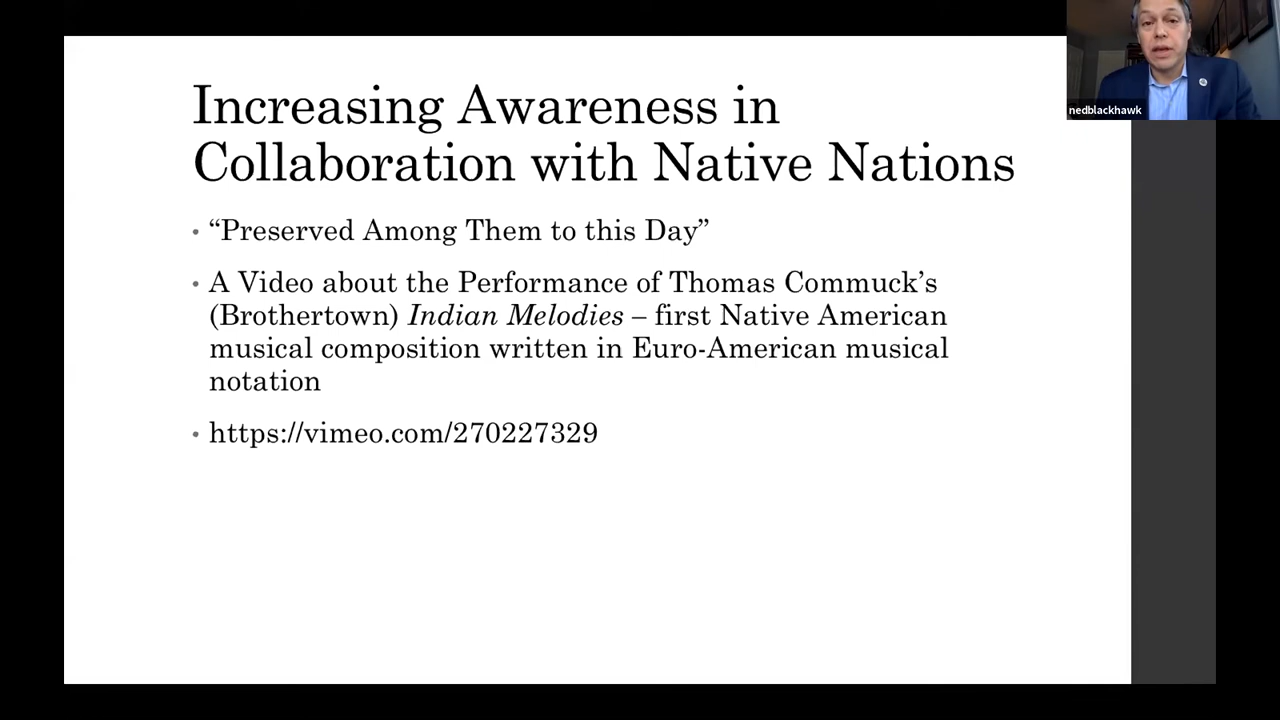 Increasing Awareness in
Collaboration with Native Nations
• “Preserved Among Them to this Day”
• A Video about the Performance of Thomas Commuck’s
(Brothertown) Indian Melodies – first Native American
musical composition written in Euro-American musical
notation
• https://vimeo.com/270227329
nedblackhawk